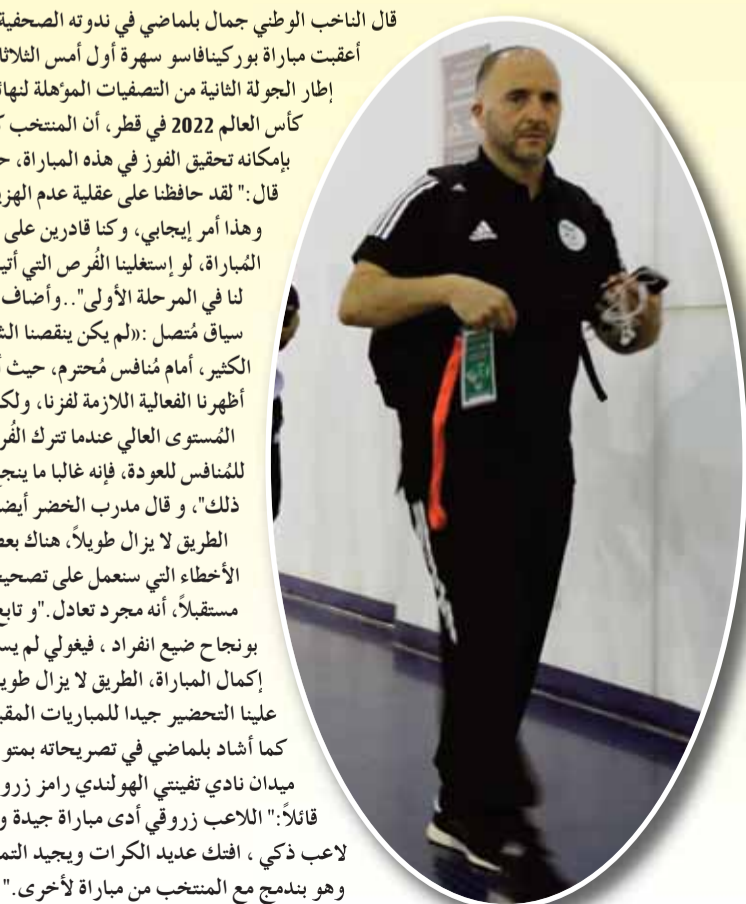 قال الناخب الوطني جمال بلماضي في ندوته الصحفية
أعقبت مباراة بوركينافاسو سهرة أول أمس الثلاثا
إطار الجولة الثانية من التصفيات المؤهلة لنهائ
كأس العالم 2022 في قطر، أن المنتخب ك
بإمكانه تحقيق الفوز في هذه المباراة، ح
قال:" لقد حافظنا على عقلية عدم الهزي
وهذا أمر إيجابي، وكنا قادرين على
المُباراة، لو إستغلينا الفُرص التي أتي
لنا في المرحلة الأولى"..وأضاف
سياق مُتصل :«لم يكن ينقصنا الش
الكثير، أمام مُنافس مُحترم، حيث
أظهرنا الفعالية اللازمة لفزنا، ولك
المُستوى العالي عندما تترك الفُر
للمُنافس للعودة، فإنه غالبا ما ينج
ذلك"، و قال مدرب الخضر أيض
الطريق لا يزال طويلاً، هناك بعض
الأخطاء التي سنعمل على تصحيح
مستقبلاً، أنه مجرد تعادل."و تابع
بونجاح ضيع انفراد ، فيغولي لم يس
إكمال المباراة، الطريق لا يزال طوي
علينا التحضير جيدا للمباريات المقب
كما أشاد بلماضي في تصريحاته بمتو
ميدان نادي تفينتي الهولندي رامز زرو
قائلاً:" اللاعب زروقي أدى مباراة جيدة و
لاعب ذكي ، افتك عديد الكرات ويجيد التم
وهو بندمج مع المنتخب من مباراة لأخرى."